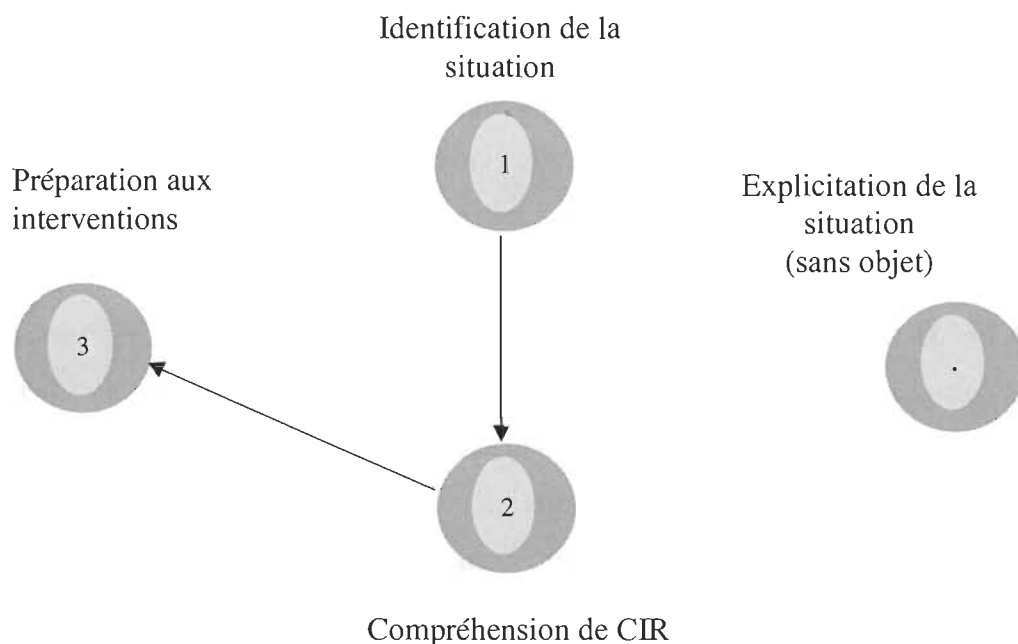 Identification de la
situation
1
Préparation aux
interventions
Explicitation de la
situation
(sans objet)
3
2
Compréhension de CIR